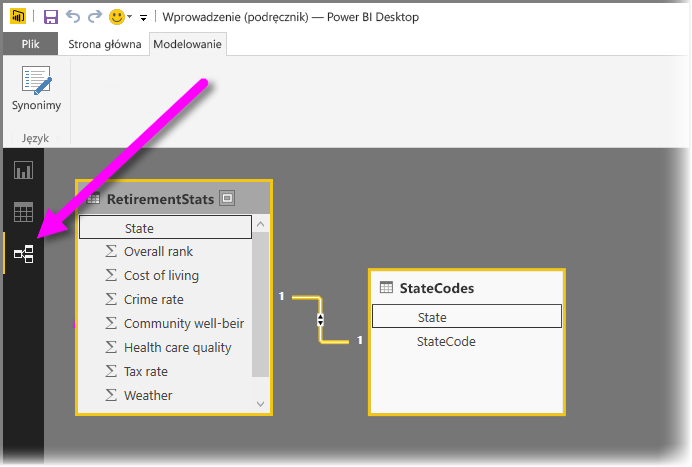 Wprowadzenie (podręcznik) — Power BI Desktop
Plik Strona główna Modelowanie
Synonimy
Język
RetirementStats
State
Overall rank
Cost of living
Crime rate
Community well-beir
Health care quality
Tax rate
Weather
1
1
StateCodes
State
StateCode